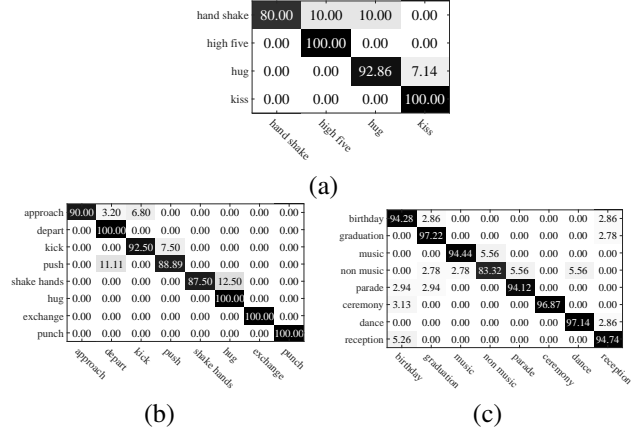 hand shake 80.00 10.00 10.00 0.00
high five 0.00 100.00 0.00 0.00
hug 0.00 0.00 92.86 7.14
kiss 0.00 0.00 0.00 100.00
hand shake high five hug kiss
(a)
approach 90.00 3.20 6.80 0.00 0.00 0.00 0.00 0.00
depart 0.00 100.00 0.00 0.00 0.00 0.00 0.00 0.00
kick 0.00 0.00 92.50 7.50 0.00 0.00 0.00 0.00
push 0.00 11.11 0.00 88.89 0.00 0.00 0.00 0.00
shake hands 0.00 0.00 0.00 0.00 87.50 12.50 0.00 0.00
hug 0.00 0.00 0.00 0.00 0.00 100.00 0.00 0.00
exchange 0.00 0.00 0.00 0.00 0.00 0.00 100.00 0.00
punch 0.00 0.00 0.00 0.00 0.00 0.00 0.00 100.00
approach depart kick push shake hands hug exchange punch
(b)
birthday 94.28 2.86 0.00 0.00 0.00 0.00 0.00 2.86
graduation 0.00 97.22 0.00 0.00 0.00 0.00 0.00 2.78
music 0.00 0.00 94.44 5.56 0.00 0.00 0.00 0.00
non music 0.00 2.78 2.78 83.32 5.56 0.00 5.56 0.00
parade 2.94 2.94 0.00 0.00 94.12 0.00 0.00 0.00
ceremony 3.13 0.00 0.00 0.00 0.00 96.87 0.00 0.00
dance 0.00 0.00 0.00 0.00 0.00 0.00 97.14 2.86
reception 5.26 0.00 0.00 0.00 0.00 0.00 0.00 94.74
birthday graduation music non music parade ceremony dance reception
(c)